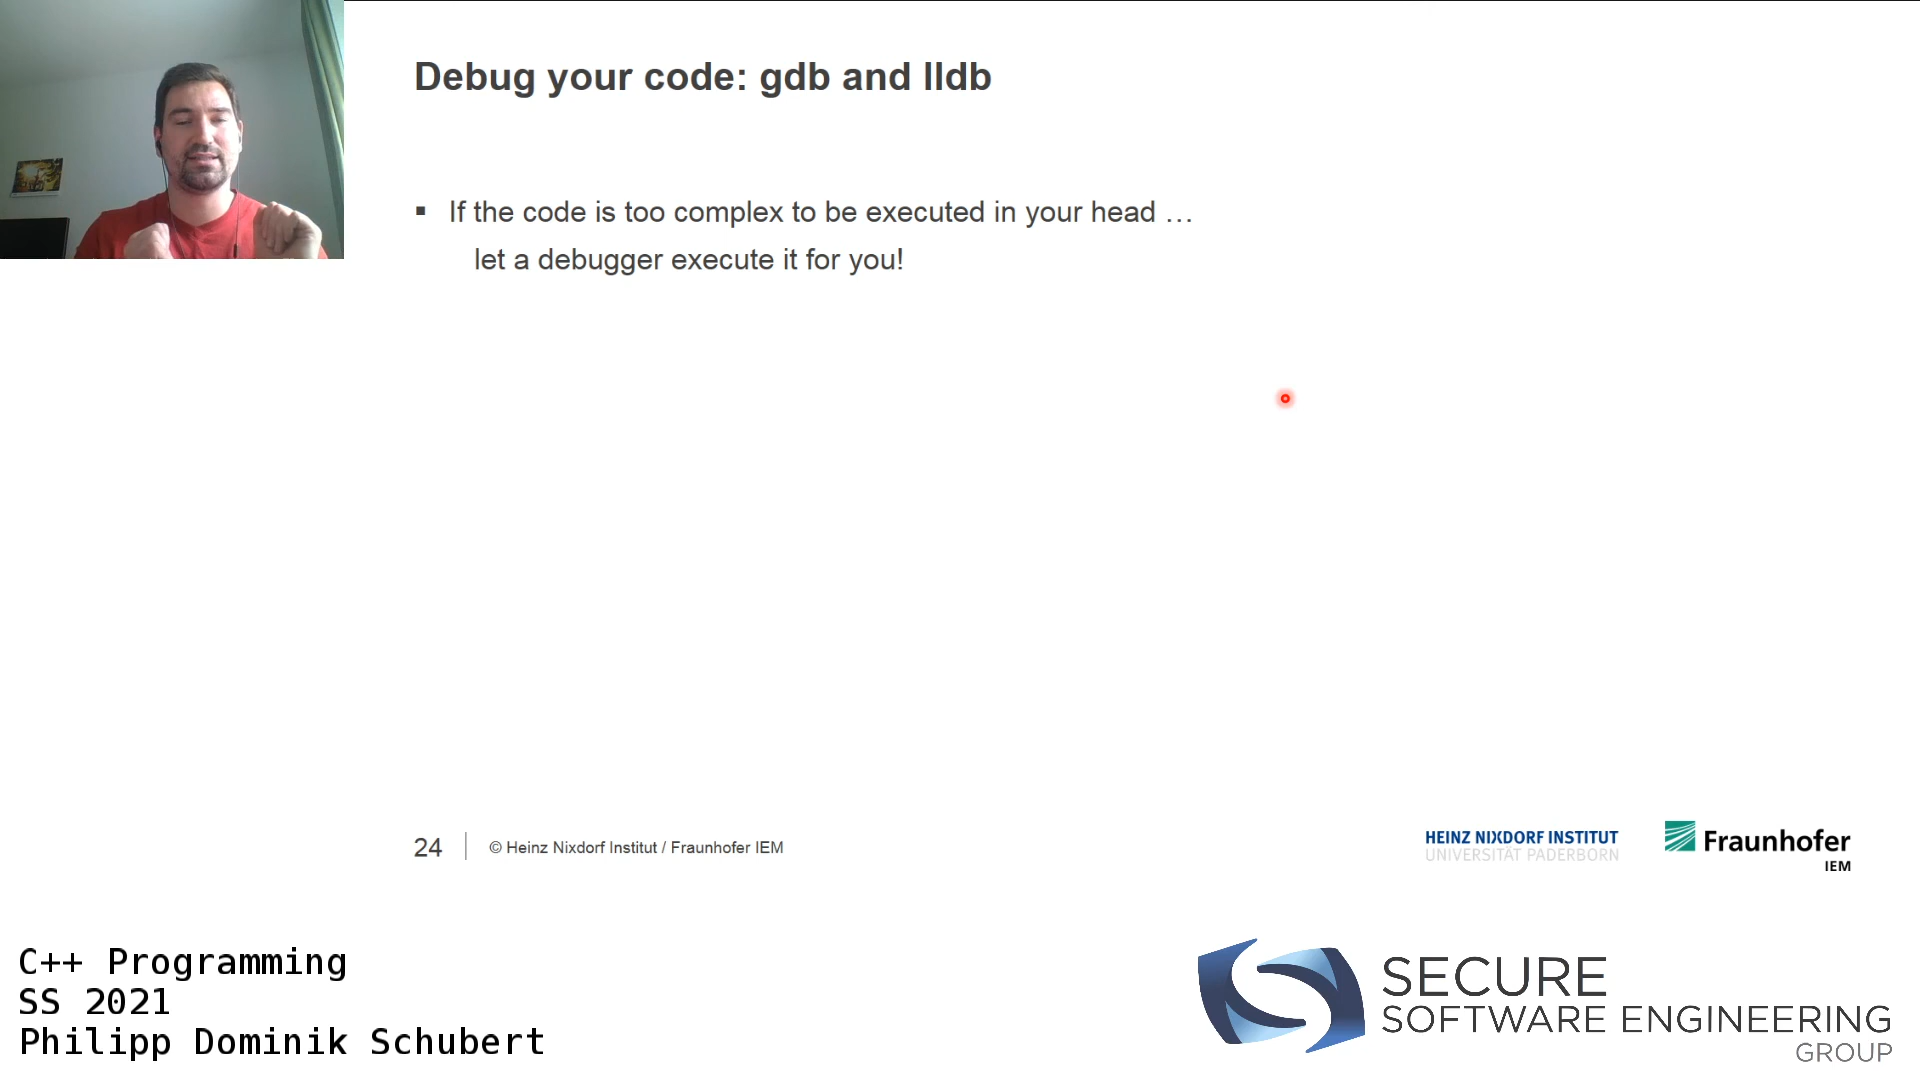 Debug your code: gdb and lldb
▪ If the code is too complex to be executed in your head …
let a debugger execute it for you!
24
© Heinz Nixdorf Institut / Fraunhofer IEM
HEINZ NIXDORF INSTITUT
UNIVERSITÄT PADERBORN
Fraunhofer
IEM
C++ Programming
SS 2021
Philipp Dominik Schubert
SECURE
SOFTWARE ENGINEERING
GROUP